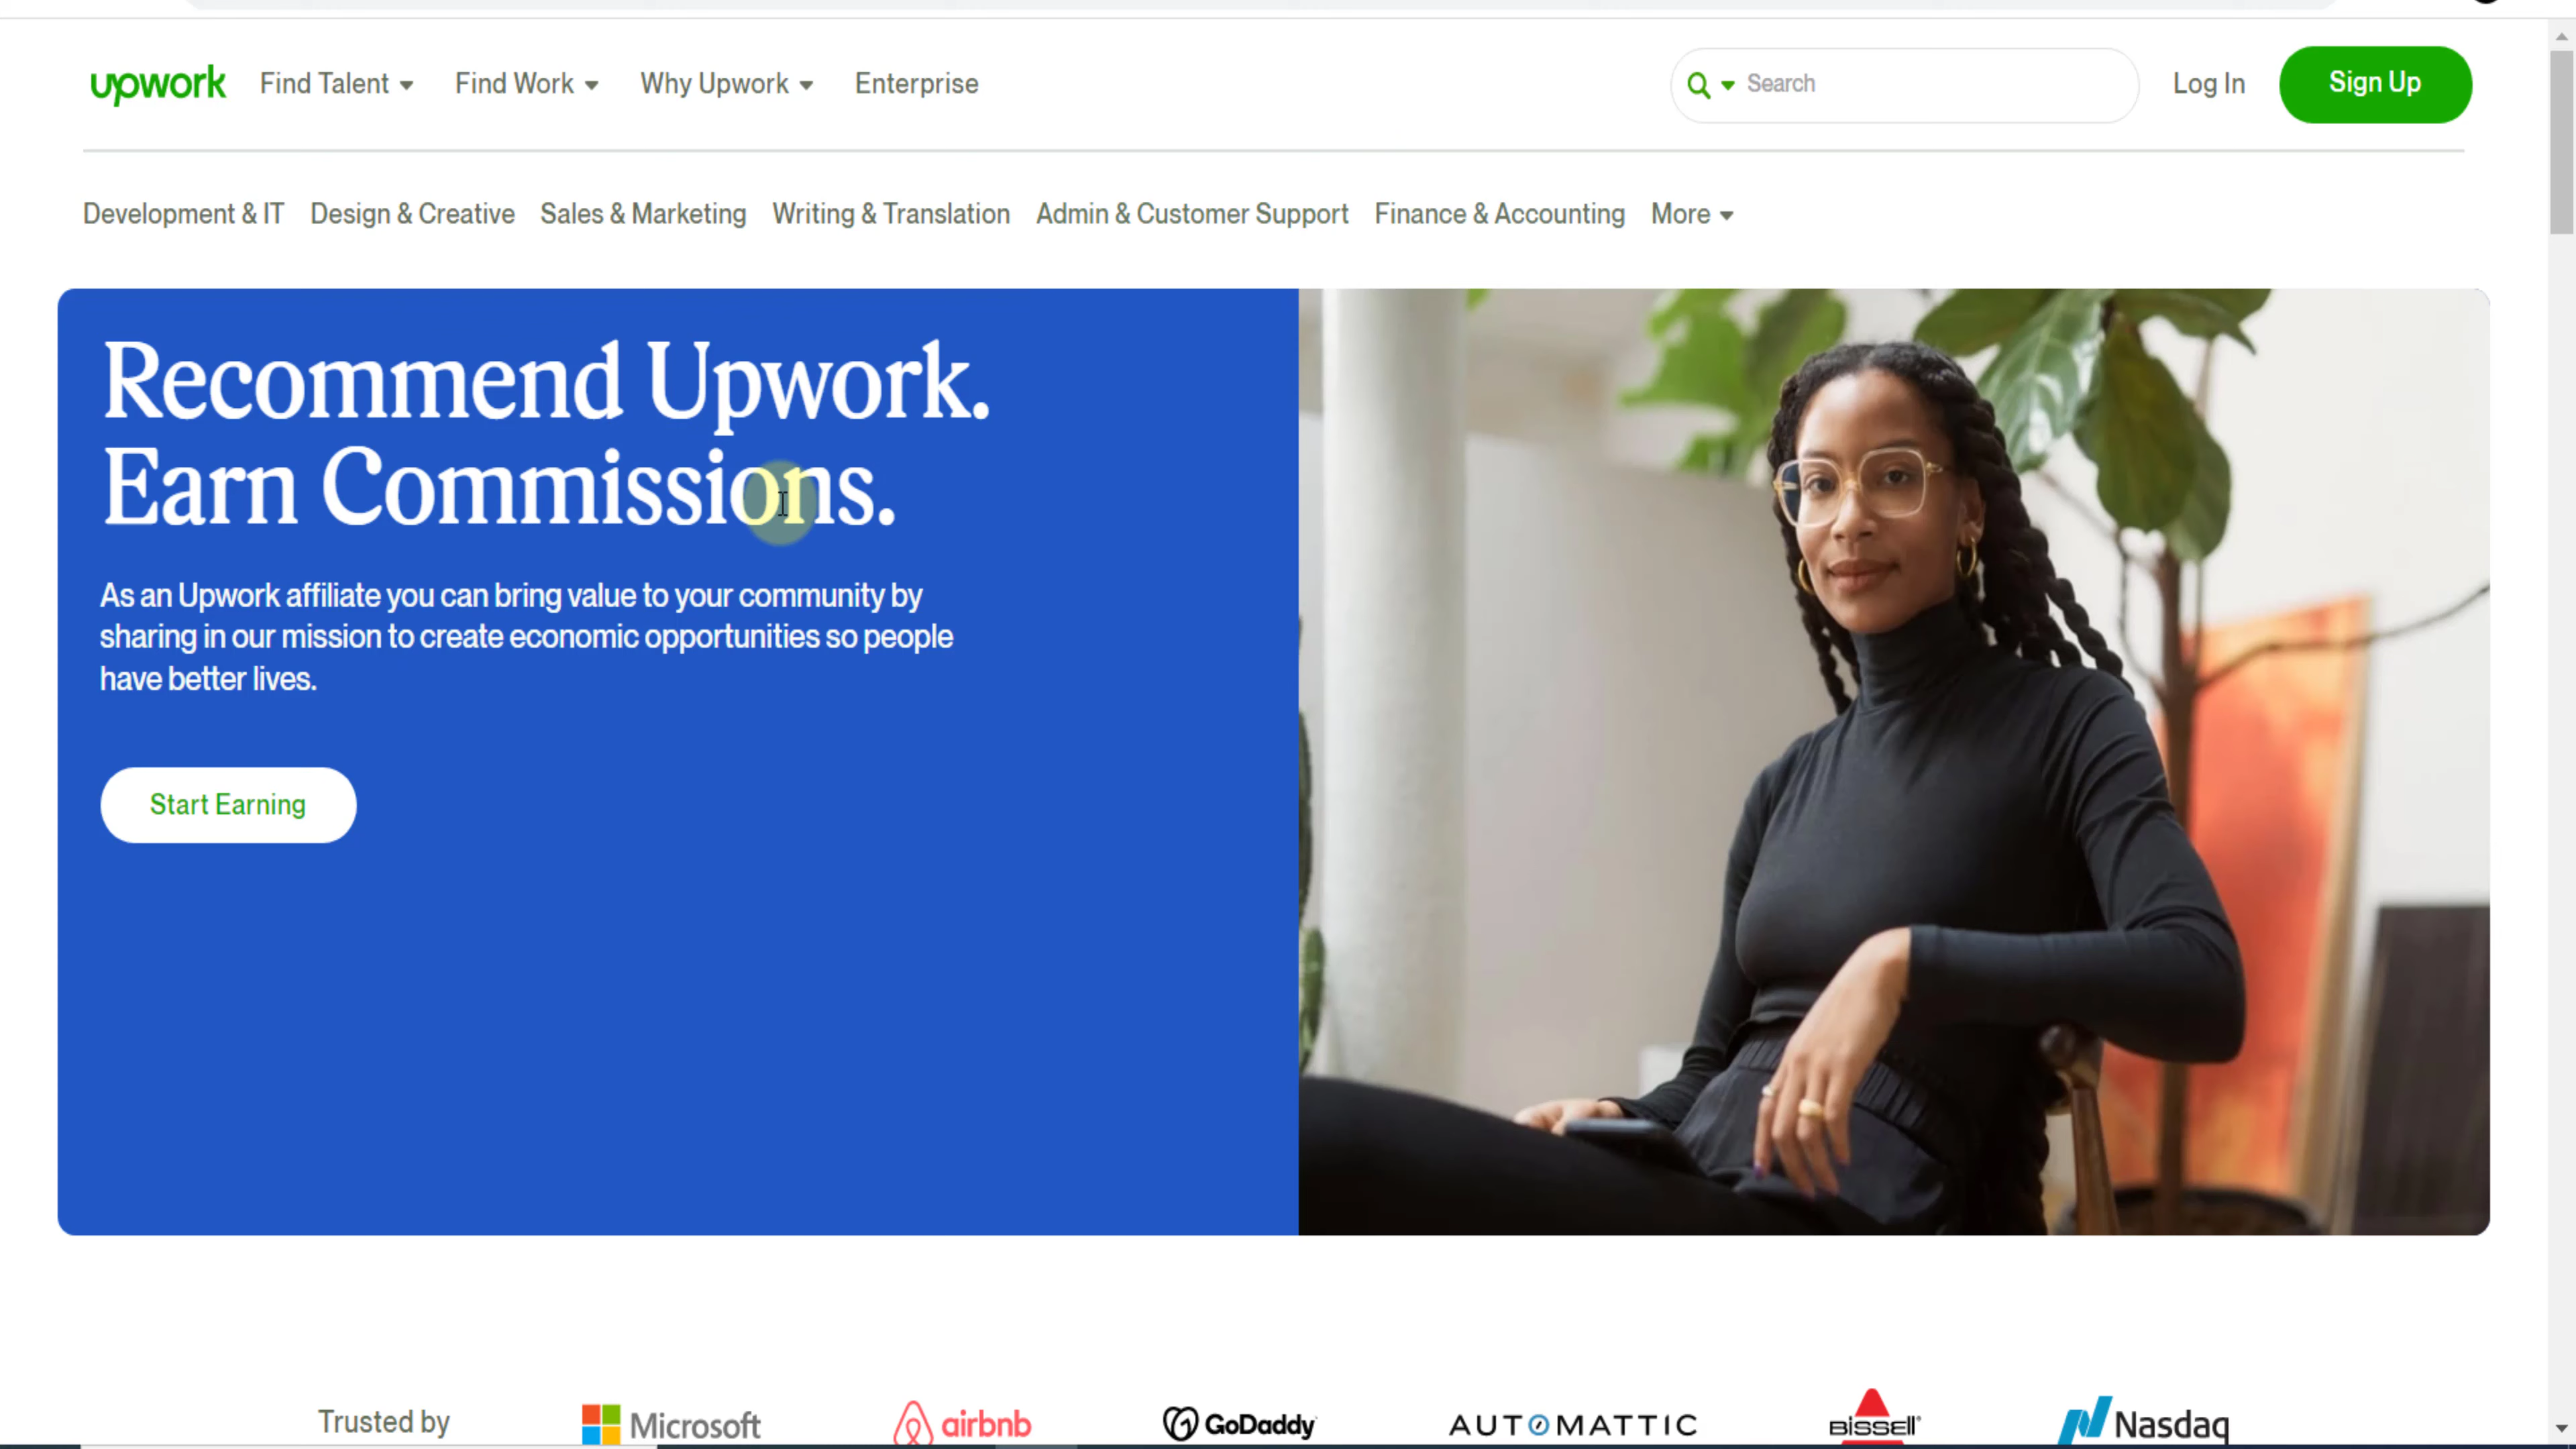 upwork Find Talent Find Work Why Upwork Enterprise Search Log In Sign Up
Development & IT Design & Creative Sales & Marketing Writing & Translation Admin & Customer Support Finance & Accounting More
Recommend Upwork.
Earn Commissions.
As an Upwork affiliate you can bring value to your community by
sharing in our mission to create economic opportunities so people
have better lives.
Start Earning
Trusted by Microsoft airbnb GoDaddy AUTOMATTIC BISSELL Nasdaq